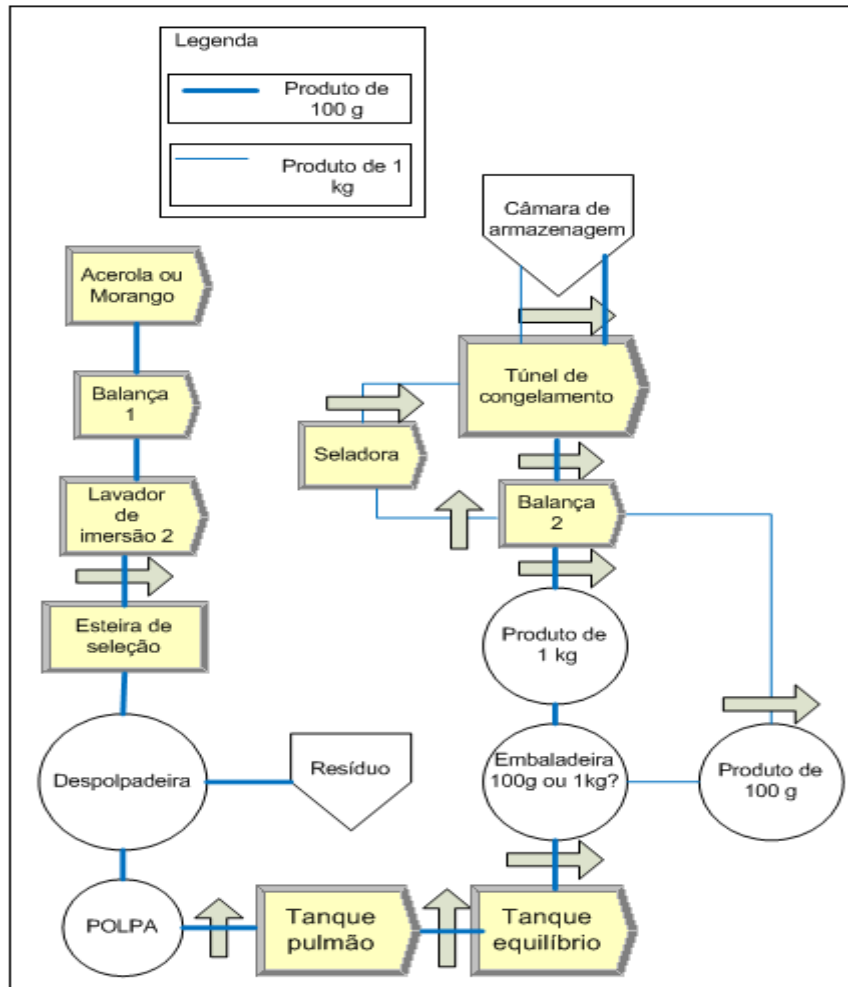 Legenda
Produto de
100 g
Produto de 1
kg
Acerola ou
Morango
Balança
1
Lavador
de
imersão 2
Esteira de
seleção
Despolpadeira
Resíduo
POLPA
Tanque
pulmão
Tanque
equilíbrio
Embaladeira
100g ou 1kg?
Produto de
100 g
Produto de
1 kg
Balança
2
Seladora
Túnel de
congelamento
Câmara de
armazenagem